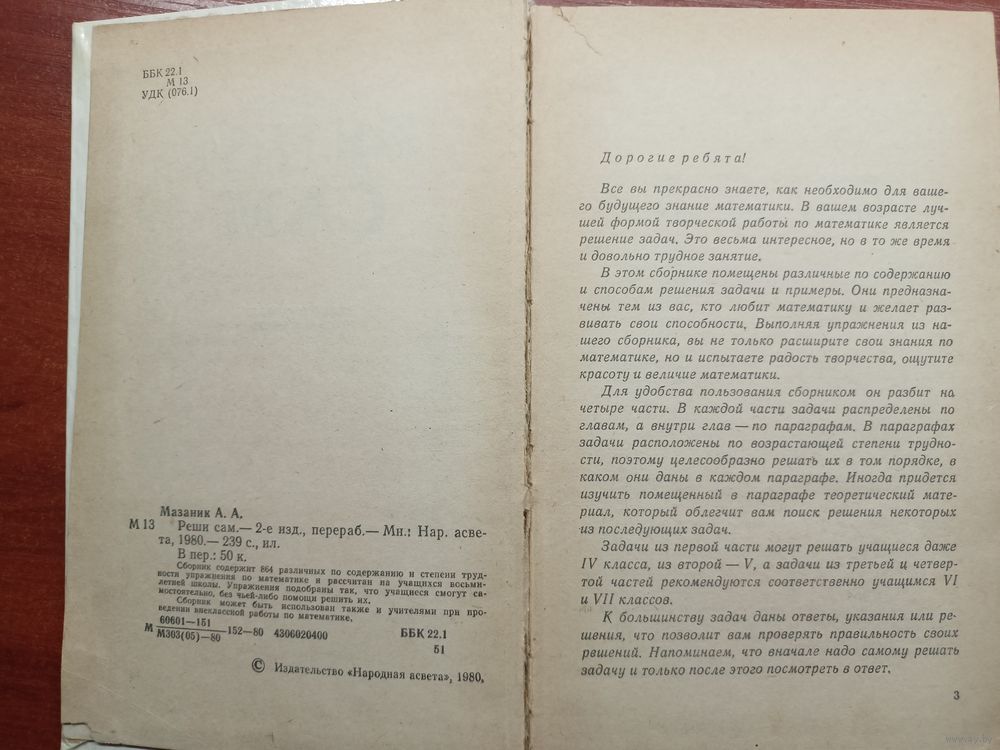 ББК 22.1
М 13
УДК (076.1)
Мазаник А. А.
М 13 Реши сам.— 2-е изд., перераб.— Мн.: Нар. асве-
та, 1980.— 239 с., ил.
В пер.: 50 к.
Сборник содержит 864 различных по содержанию и степени труд-
ности упражнения по математике и рассчитан на учащихся восьми-
летней школы. Упражнения подобраны так, что учащиеся смогут са-
мостоятельно, без чьей-либо помощи решить их.
Сборник может быть использован также и учителями при про-
ведении внеклассной работы по математике.
60601—151
М ———— 152—80 4306020400 ББК 22.1
М303(05)—80
51
© Издательство «Народная асвета», 1980.
Дорогие ребята!
Все вы прекрасно знаете, как необходимо для ваше-
го будущего знание математики. В вашем возрасте луч-
шей формой творческой работы по математике является
решение задач. Это весьма интересное, но в то же время
и довольно трудное занятие.
В этом сборнике помещены различные по содержанию
и способам решения задачи и примеры. Они предназна-
чены тем из вас, кто любит математику и желает раз-
вивать свои способности. Выполняя упражнения из на-
шего сборника, вы не только расширите свои знания по
математике, но и испытаете радость творчества, ощутите
красоту и величие математики.
Для удобства пользования сборником он разбит на
четыре части. В каждой части задачи распределены по
главам, а внутри глав — по параграфам. В параграфах
задачи расположены по возрастающей степени трудно-
сти, поэтому целесообразно решать их в том порядке, в
каком они даны в каждом параграфе. Иногда придется
изучить помещенный в параграфе теоретический мате-
риал, который облегчит вам поиск решения некоторых
из последующих задач.
Задачи из первой части могут решать учащиеся даже
IV класса, из второй — V, а задачи из третьей и четвер-
той частей рекомендуются соответственно учащимся VI
и VII классов.
К большинству задач даны ответы, указания или ре-
шения, что позволит вам проверять правильность своих
решений. Напоминаем, что вначале надо самому решать
задачу и только после этого посмотреть в ответ.
3
www.ay.by